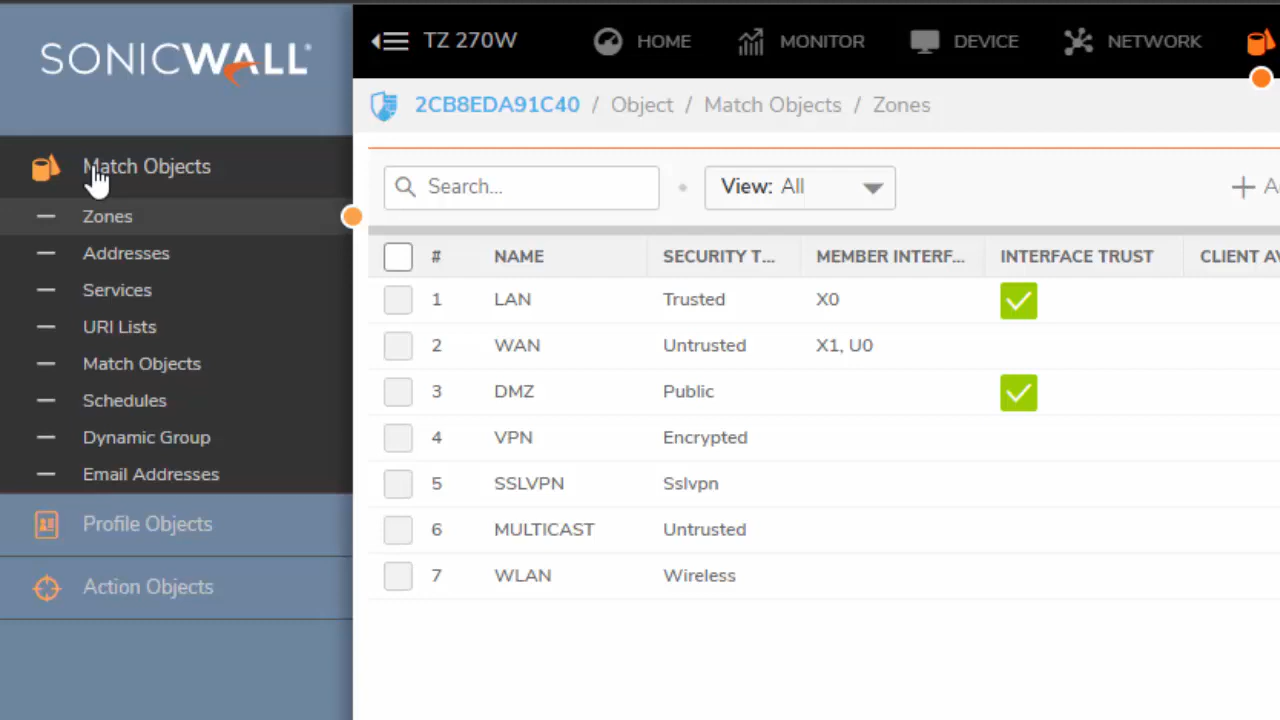 SONICWALL
TZ 270W
HOME
MONITOR
DEVICE
NETWORK
2CB8EDA91C40 / Object / Match Objects / Zones
Match Objects
Zones
Addresses
Services
URI Lists
Match Objects
Schedules
Dynamic Group
Email Addresses
Profile Objects
Action Objects
Search...
View: All
# NAME SECURITY T... MEMBER INTERF... INTERFACE TRUST CLIENT
1 LAN Trusted X0
2 WAN Untrusted X1, U0
3 DMZ Public
4 VPN Encrypted
5 SSLVPN Sslvpn
6 MULTICAST Untrusted
7 WLAN Wireless